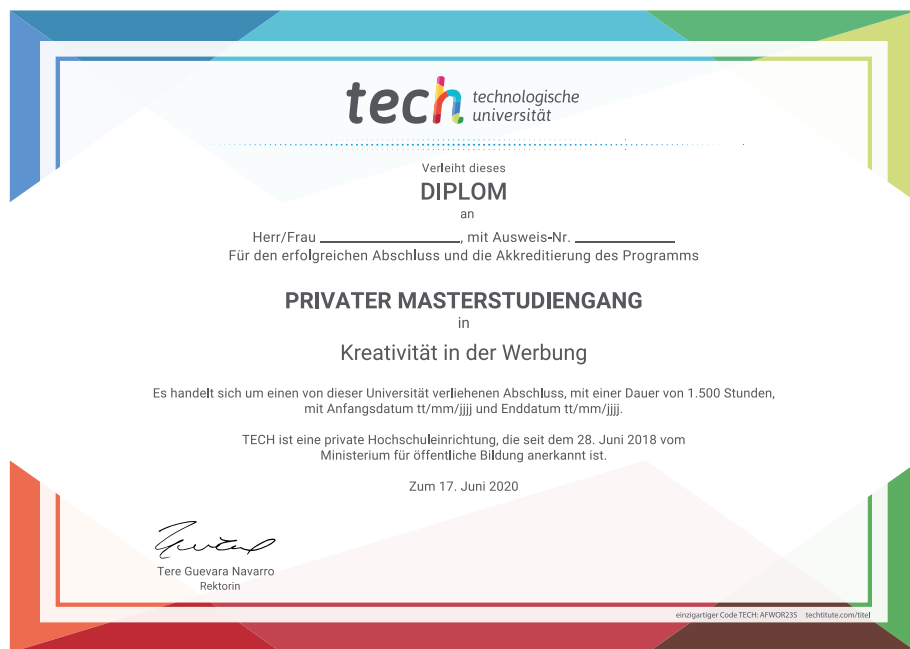 tech technologische
universität
Verleiht dieses
DIPLOM
an
Herr/Frau ____________________, mit Ausweis-Nr. ______________
Für den erfolgreichen Abschluss und die Akkreditierung des Programms
PRIVATER MASTERSTUDIENGANG
in
Kreativität in der Werbung
Es handelt sich um einen von dieser Universität verliehenen Abschluss, mit einer Dauer von 1.500 Stunden,
mit Anfangsdatum tt/mm/jjjj und Enddatum tt/mm/jjjj.
TECH ist eine private Hochschuleinrichtung, die seit dem 28. Juni 2018 vom
Ministerium für öffentliche Bildung anerkannt ist.
Zum 17. Juni 2020
Tere Guevara Navarro
Rektorin
einzigartiger Code TECH: AFWOR23S techtitute.com/titel